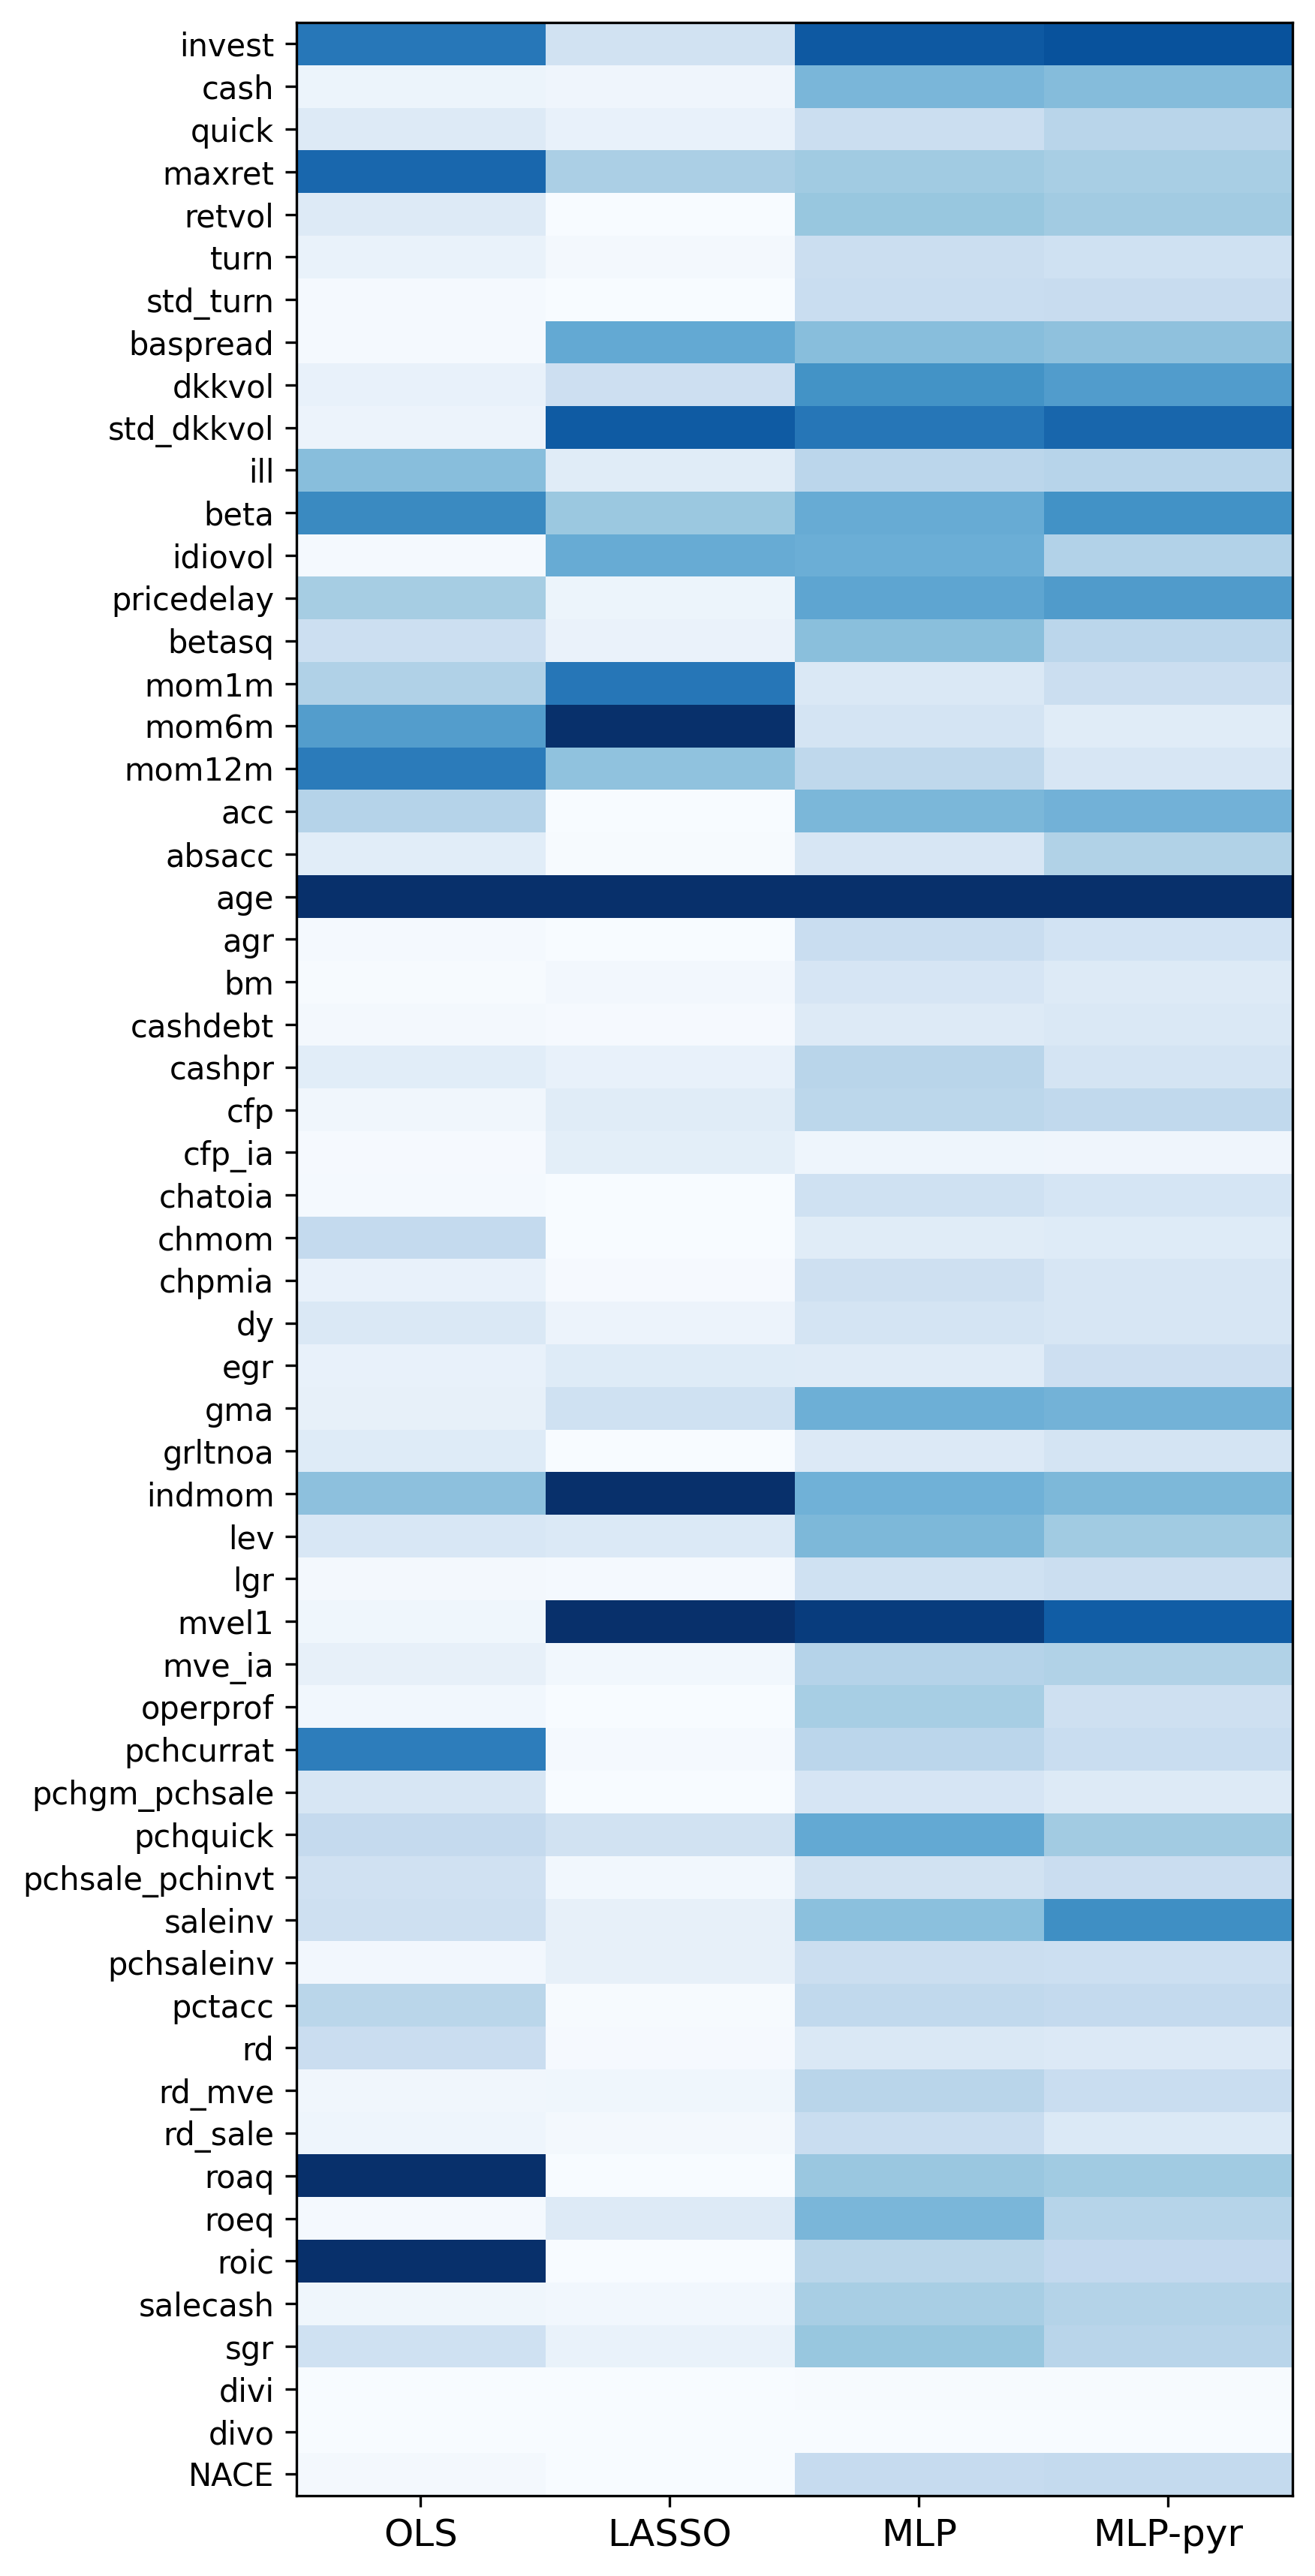 invest
cash
quick
maxret
retvol
turn
std_turn
baspread
dkkvol
std_dkkvol
ill
beta
idiovol
pricedelay
betasq
mom1m
mom6m
mom12m
acc
absacc
age
agr
bm
cashdebt
cashpr
cfp
cfp_ia
chatoia
chmom
chpmia
dy
egr
gma
grltnoa
indmom
lev
lgr
mvel1
mve_ia
operprof
pchcurrat
pchgm_pchsale
pchquick
pchsale_pchinvt
saleinv
pchsaleinv
pctacc
rd
rd_mve
rd_sale
roaq
roeq
roic
salecash
sgr
divi
divo
NACE
OLS LASSO MLP MLP-pyr